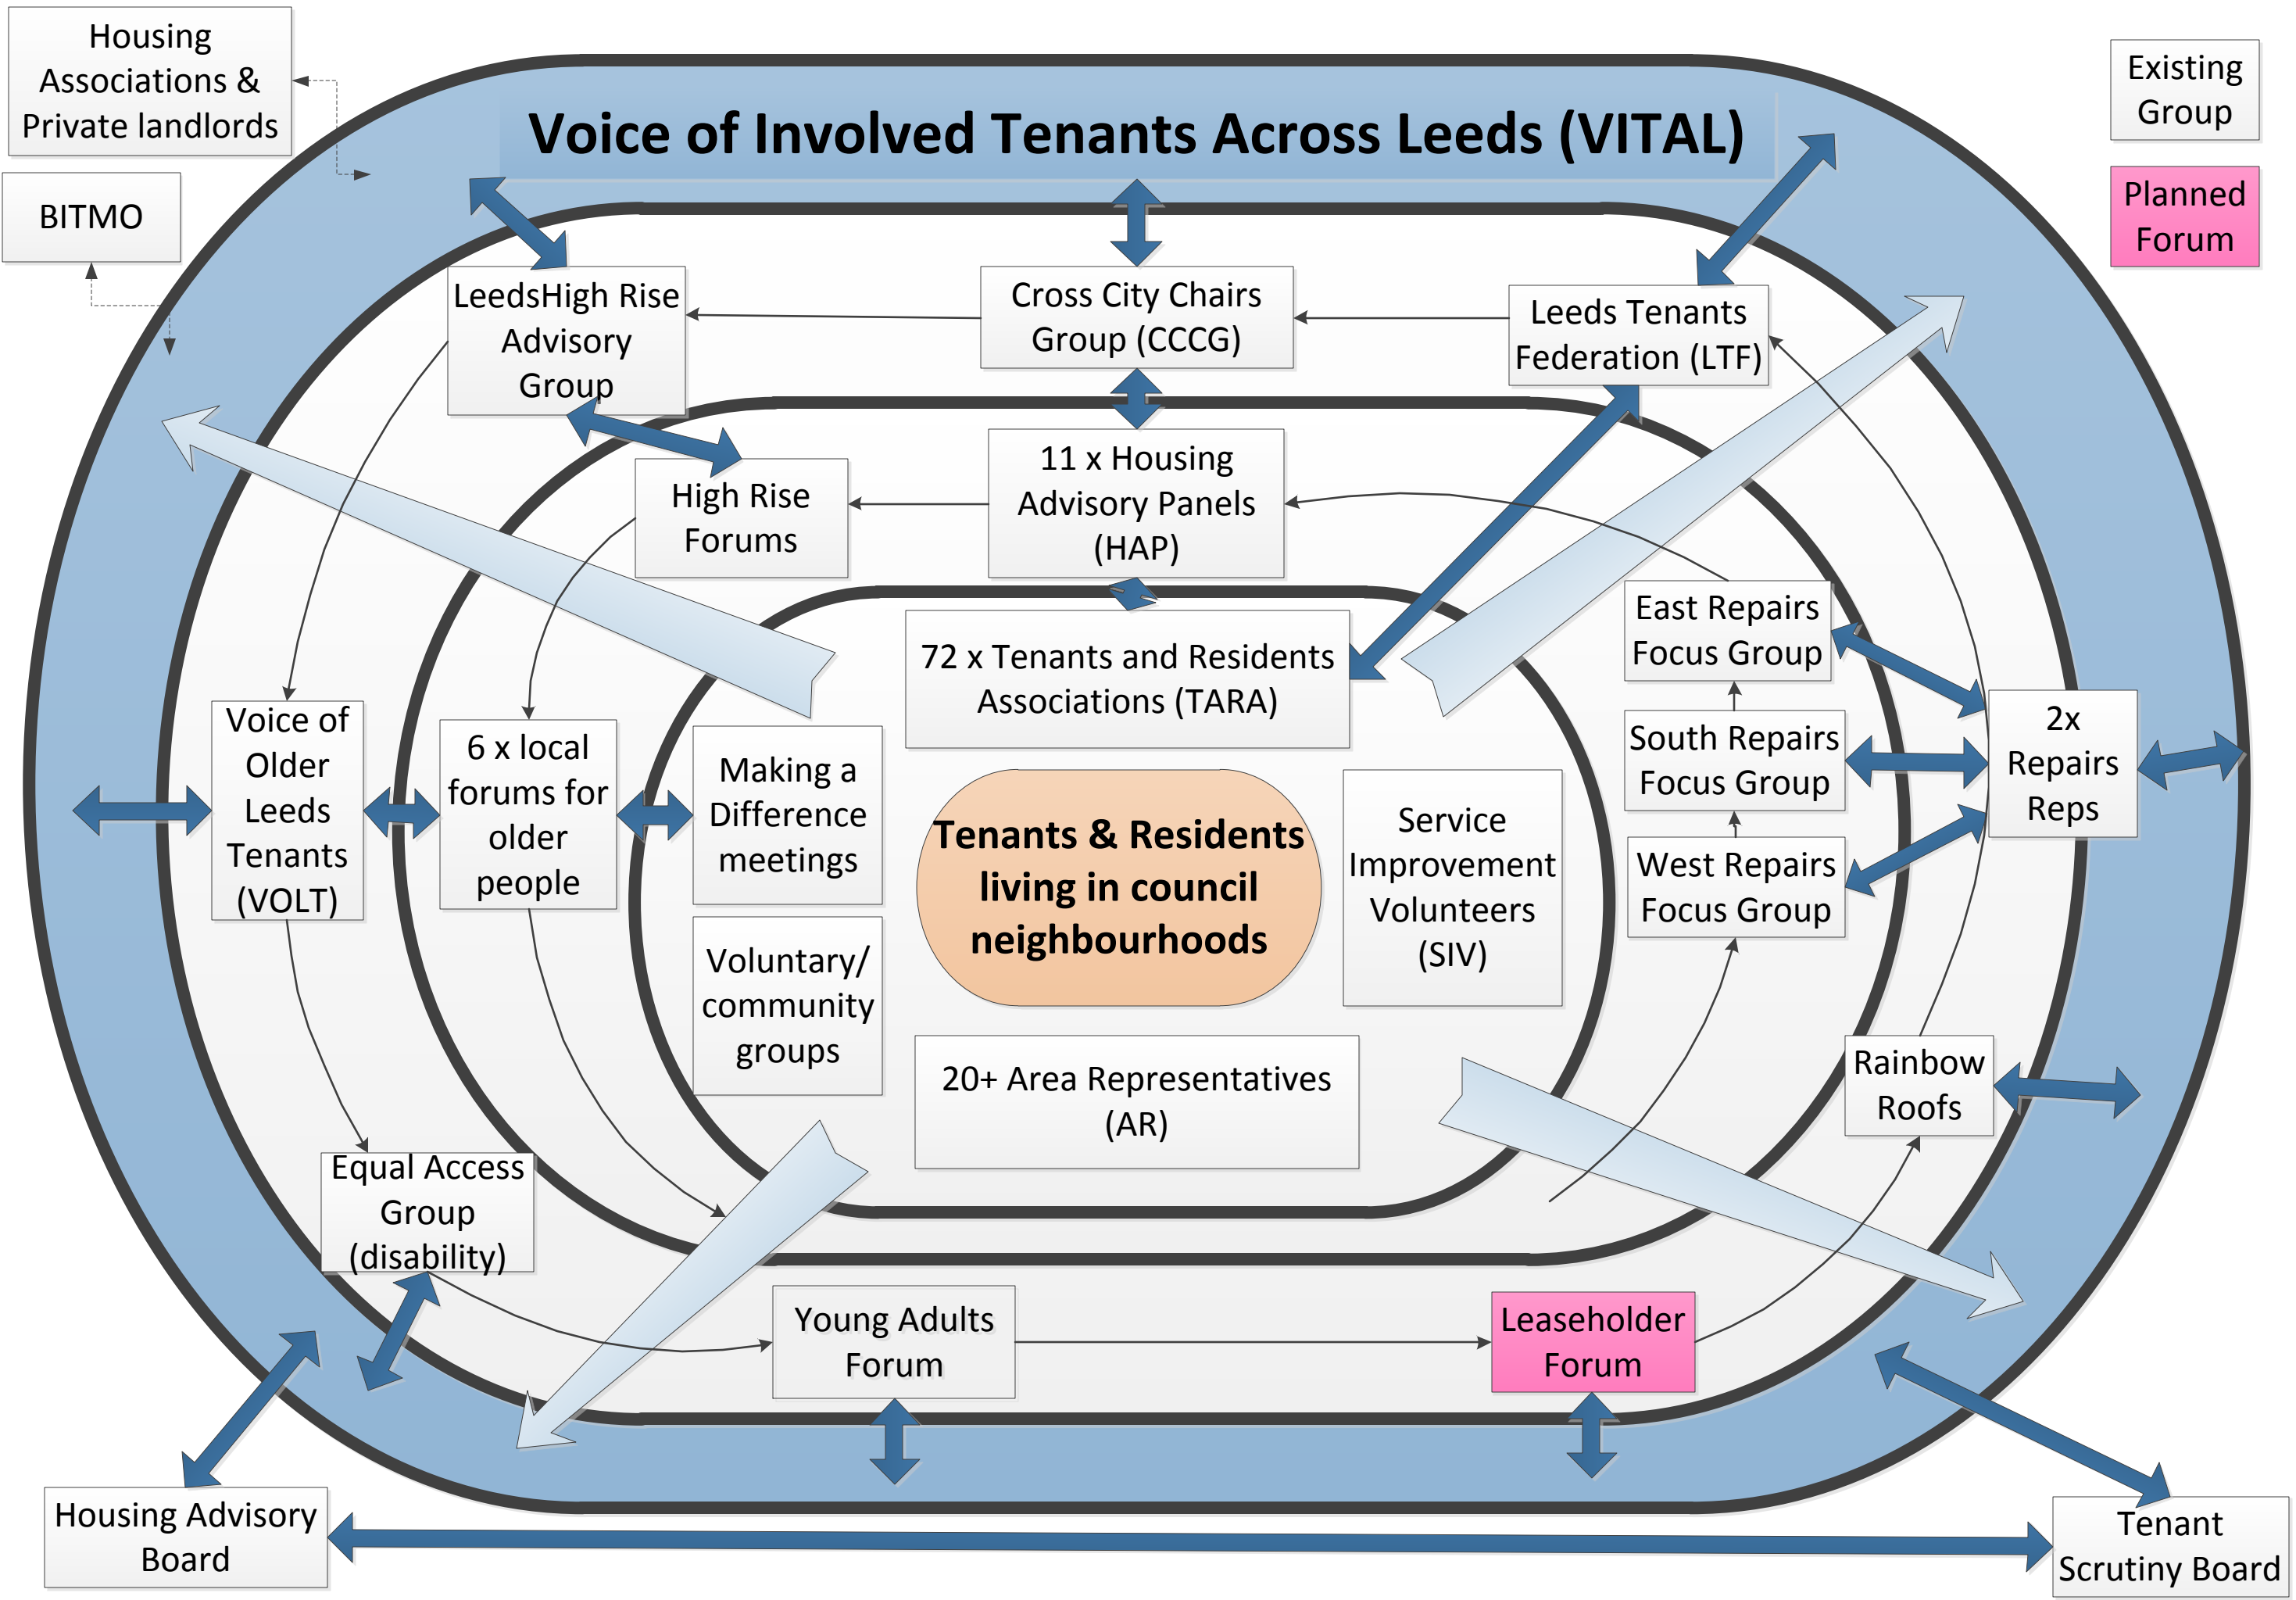 Housing
Associations &
Private landlords
BITMO
Voice of Involved Tenants Across Leeds (VITAL)
Existing
Group
Planned
Forum
LeedsHigh Rise
Advisory
Group
Cross City Chairs
Group (CCCG)
Leeds Tenants
Federation (LTF)
High Rise
Forums
11 x Housing
Advisory Panels
(HAP)
72 x Tenants and Residents
Associations (TARA)
East Repairs
Focus Group
South Repairs
Focus Group
West Repairs
Focus Group
2x
Repairs
Reps
Voice of
Older
Leeds
Tenants
(VOLT)
6 x local
forums for
older
people
Making a
Difference
meetings
Tenants & Residents
living in council
neighbourhoods
Service
Improvement
Volunteers
(SIV)
Voluntary/
community
groups
20+ Area Representatives
(AR)
Rainbow
Roofs
Equal Access
Group
(disability)
Young Adults
Forum
Leaseholder
Forum
Housing Advisory
Board
Tenant
Scrutiny Board